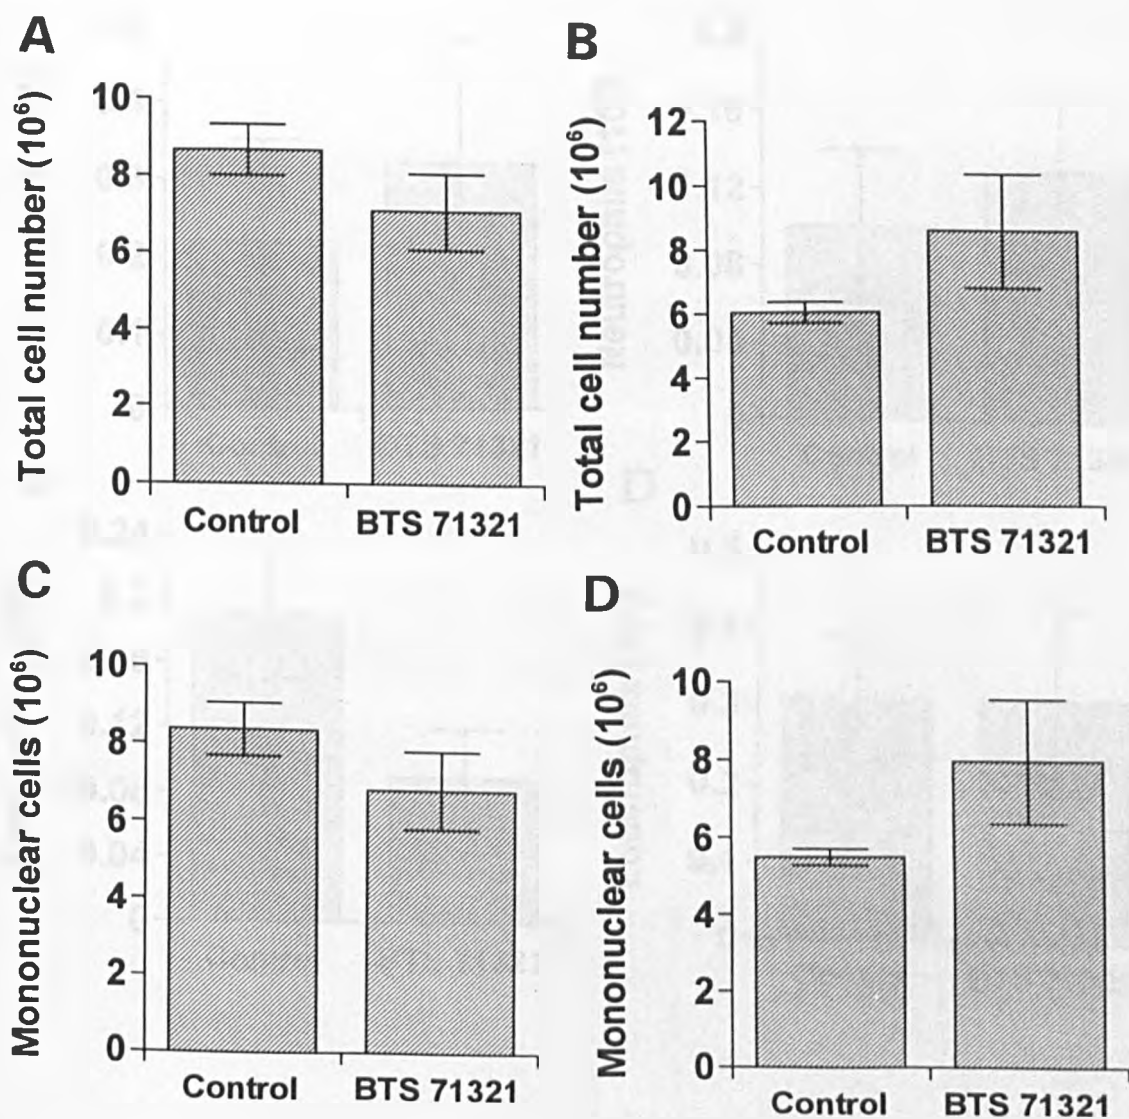 A
Total cell number (10⁶)
10
8
6
4
2
0
Control BTS 71321
B
Total cell number (10⁶)
12
10
8
6
4
2
0
Control BTS 71321
C
Mononuclear cells (10⁶)
10
8
6
4
2
0
Control BTS 71321
D
Mononuclear cells (10⁶)
10
8
6
4
2
0
Control BTS 71321